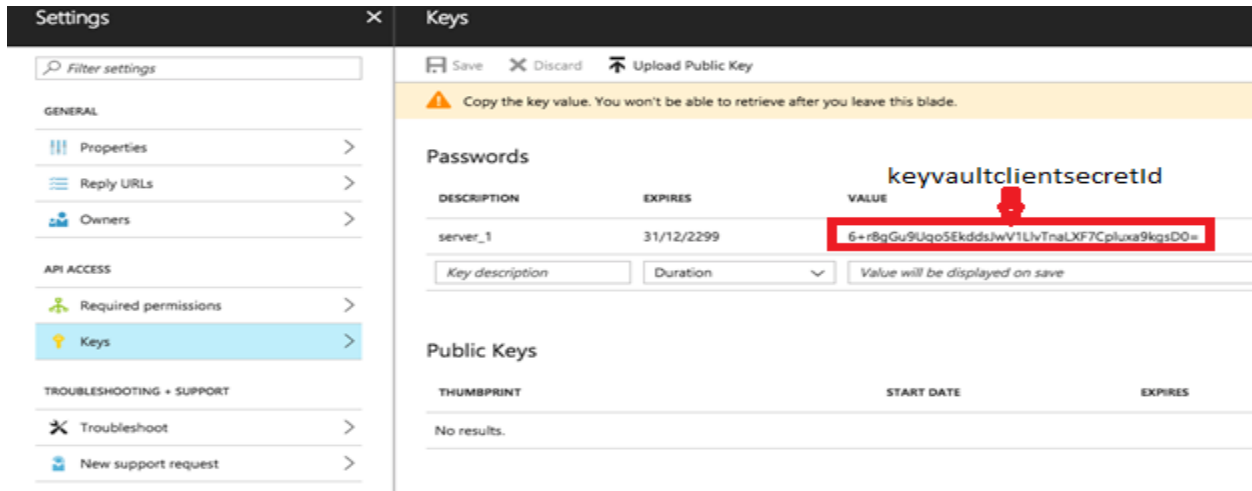 Settings
Keys
Filter settings
Save Discard Upload Public Key
Copy the key value. You won't be able to retrieve after you leave this blade.
GENERAL
Properties
Reply URLs
Owners
API ACCESS
Required permissions
Keys
TROUBLESHOOTING + SUPPORT
Troubleshoot
New support request
Passwords
keyvaultclientsecretId
DESCRIPTION EXPIRES VALUE
server_1 31/12/2299 6+r8gGu9Uqo5EkddsJwV1LlvTnaLXF7Cpluxa9kgsD0=
Key description Duration Value will be displayed on save
Public Keys
THUMBPRINT START DATE EXPIRES
No results.